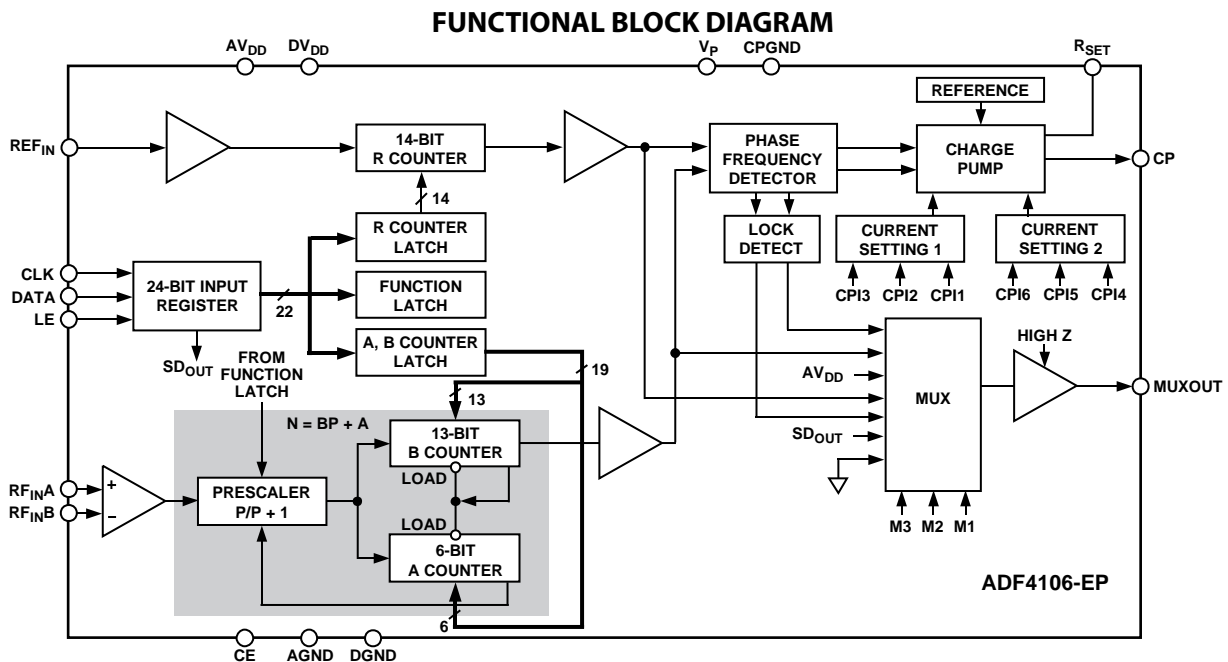 FUNCTIONAL BLOCK DIAGRAM
AVDD
DVDD
VP
CPGND
RSET
REFERENCE
REFIN
14-BIT
R COUNTER
PHASE
FREQUENCY
DETECTOR
CHARGE
PUMP
CP
14
R COUNTER
LATCH
LOCK
DETECT
CURRENT
SETTING 1
CURRENT
SETTING 2
CLK
DATA
LE
24-BIT INPUT
REGISTER
22
FUNCTION
LATCH
CPI3
CPI2
CPI1
CPI6
CPI5
CPI4
SDOUT
A, B COUNTER
LATCH
HIGH Z
FROM
FUNCTION
LATCH
19
AVDD
MUX
MUXOUT
13
N = BP + A
13-BIT
B COUNTER
SDOUT
LOAD
RFINA
RFINB
+
−
PRESCALER
P/P + 1
LOAD
M3
M2
M1
6-BIT
A COUNTER
ADF4106-EP
6
CE
AGND
DGND